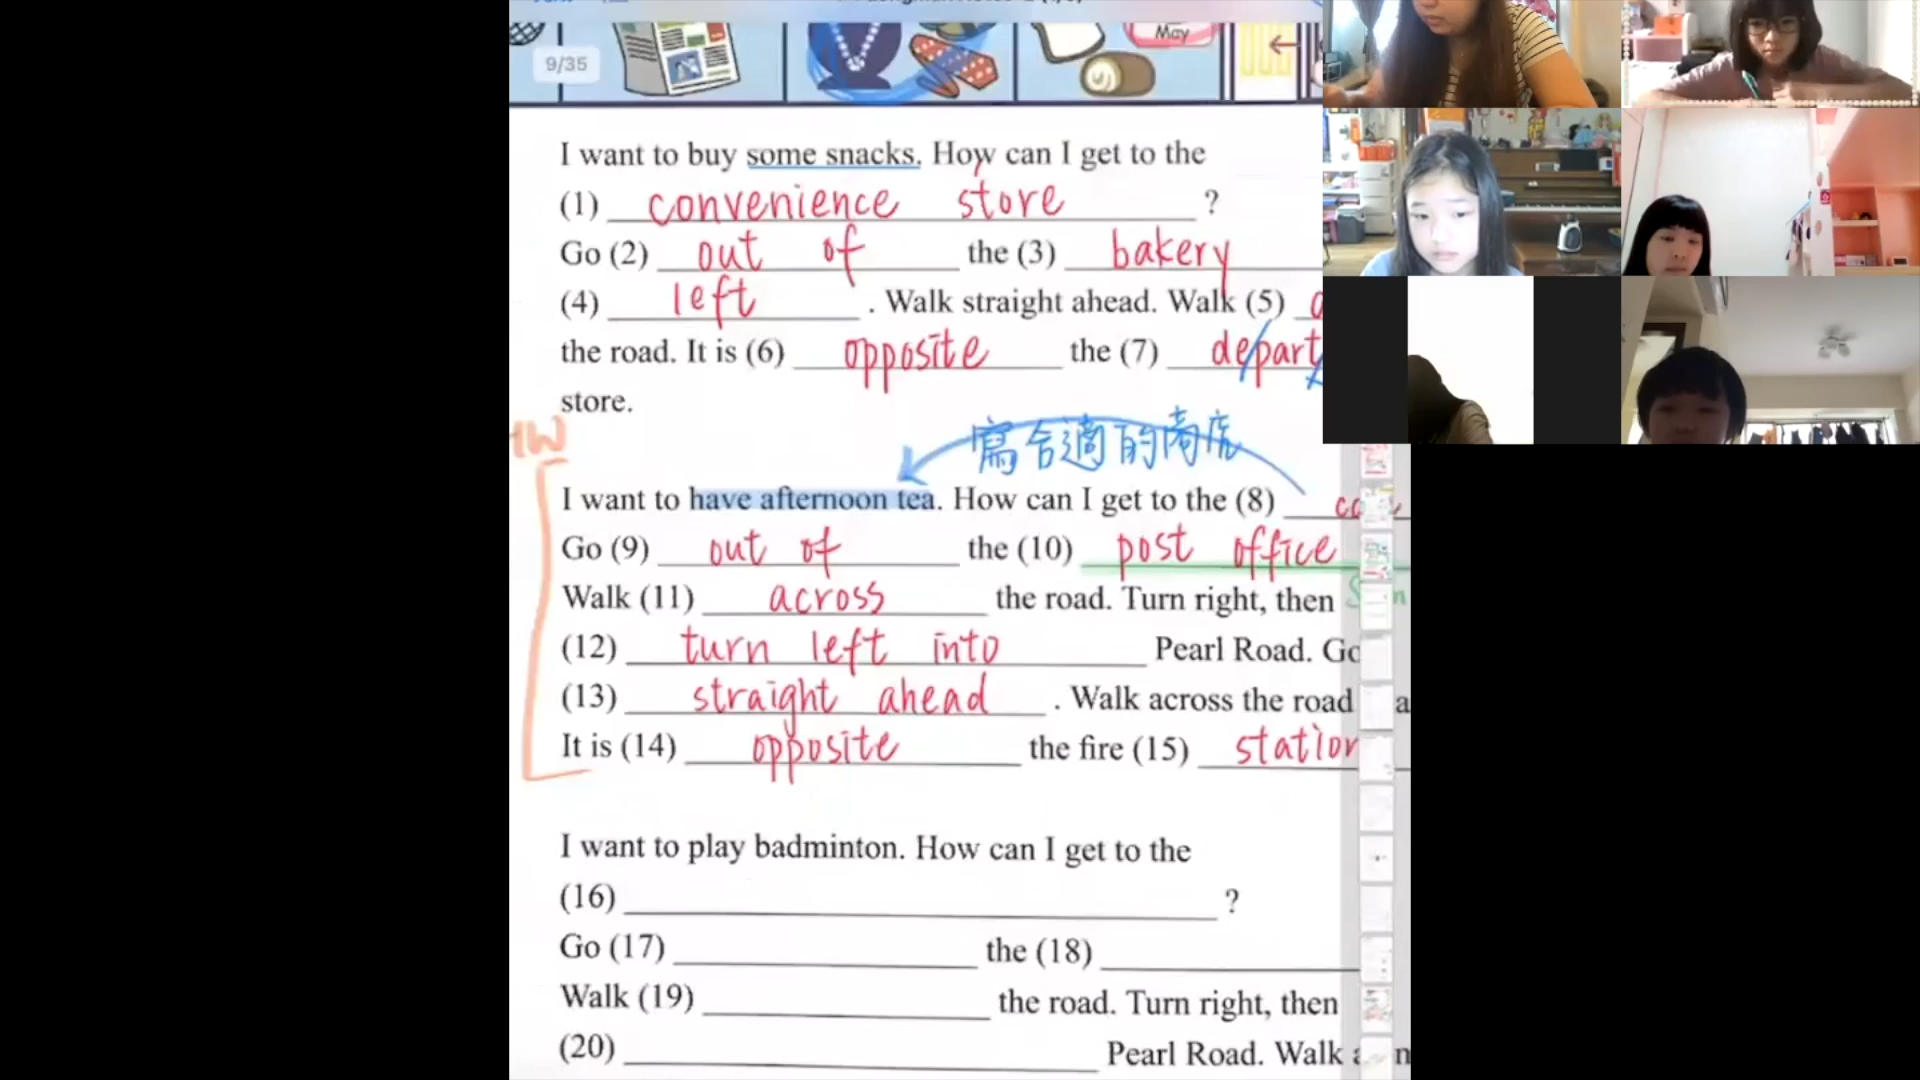 9/35
May
I want to buy some snacks. How can I get to the
(1) convenience store ?
Go (2) out of the (3) bakery
(4) left . Walk straight ahead. Walk (5)
the road. It is (6) opposite the (7) depart
store.
HW
寫合適的商店
I want to have afternoon tea. How can I get to the (8)
Go (9) out of the (10) post office
Walk (11) across the road. Turn right, then
(12) turn left into Pearl Road. Go
(13) straight ahead . Walk across the road
It is (14) opposite the fire (15) station
I want to play badminton. How can I get to the
(16) ?
Go (17) the (18)
Walk (19) the road. Turn right, then
(20) Pearl Road. Walk